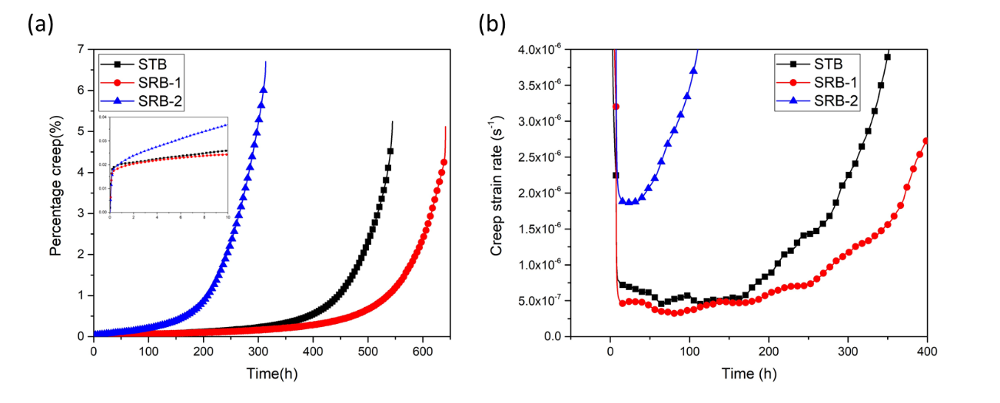 (a)
7
6
5
4
3
2
1
0
Percentage creep(%)
STB
SRB-1
SRB-2
0.04
0.03
0.02
0.01
0.00
0 2 4 6 8 10
0 100 200 300 400 500 600
Time(h)
(b)
4.0x10⁻⁶
3.5x10⁻⁶
3.0x10⁻⁶
2.5x10⁻⁶
2.0x10⁻⁶
1.5x10⁻⁶
1.0x10⁻⁶
5.0x10⁻⁷
0.0
Creep strain rate (s⁻¹)
STB
SRB-1
SRB-2
0 100 200 300 400
Time (h)